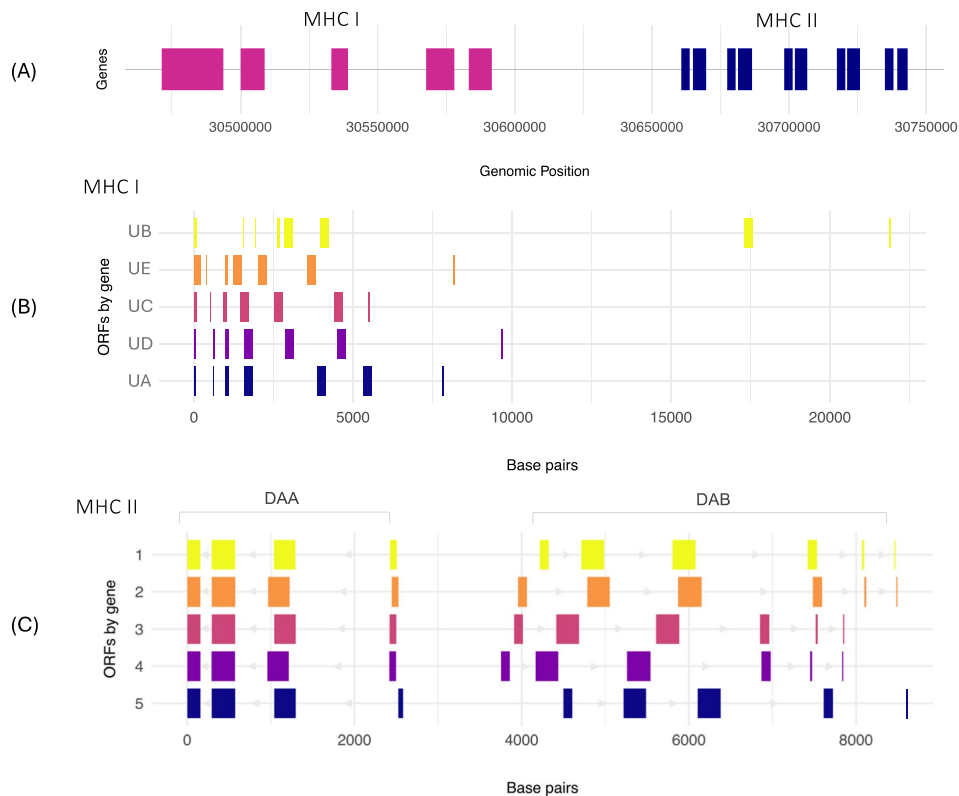 MHC I MHC II
(A)
Genes
30500000 30550000 30600000 30650000 30700000 30750000
Genomic Position
MHC I
(B)
ORFs by gene
UB
UE
UC
UD
UA
0 5000 10000 15000 20000
Base pairs
MHC II
DAA DAB
(C)
ORFs by gene
1
2
3
4
5
0 2000 4000 6000 8000
Base pairs